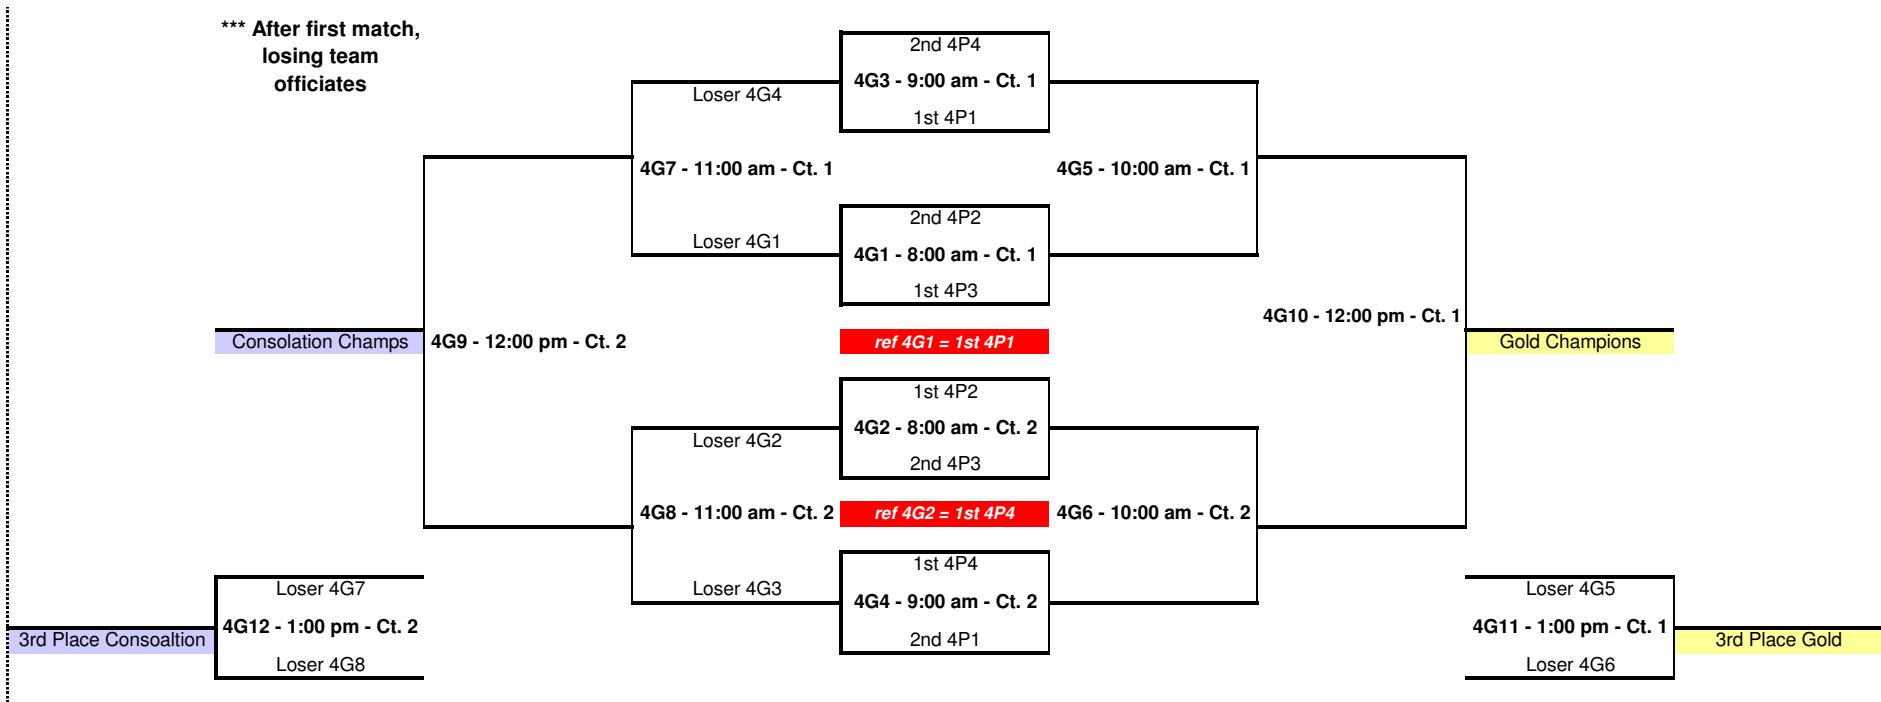 *** After first match,
losing team
officiates
2nd 4P4
4G3 - 9:00 am - Ct. 1
1st 4P1
Loser 4G4
4G7 - 11:00 am - Ct. 1
4G5 - 10:00 am - Ct. 1
2nd 4P2
Loser 4G1
4G1 - 8:00 am - Ct. 1
1st 4P3
4G10 - 12:00 pm - Ct. 1
Consolation Champs
4G9 - 12:00 pm - Ct. 2
ref 4G1 = 1st 4P1
Gold Champions
1st 4P2
4G2 - 8:00 am - Ct. 2
Loser 4G2
2nd 4P3
4G8 - 11:00 am - Ct. 2
ref 4G2 = 1st 4P4
4G6 - 10:00 am - Ct. 2
1st 4P4
Loser 4G3
4G4 - 9:00 am - Ct. 2
2nd 4P1
Loser 4G7
4G12 - 1:00 pm - Ct. 2
3rd Place Consoaltion
Loser 4G8
Loser 4G5
4G11 - 1:00 pm - Ct. 1
3rd Place Gold
Loser 4G6